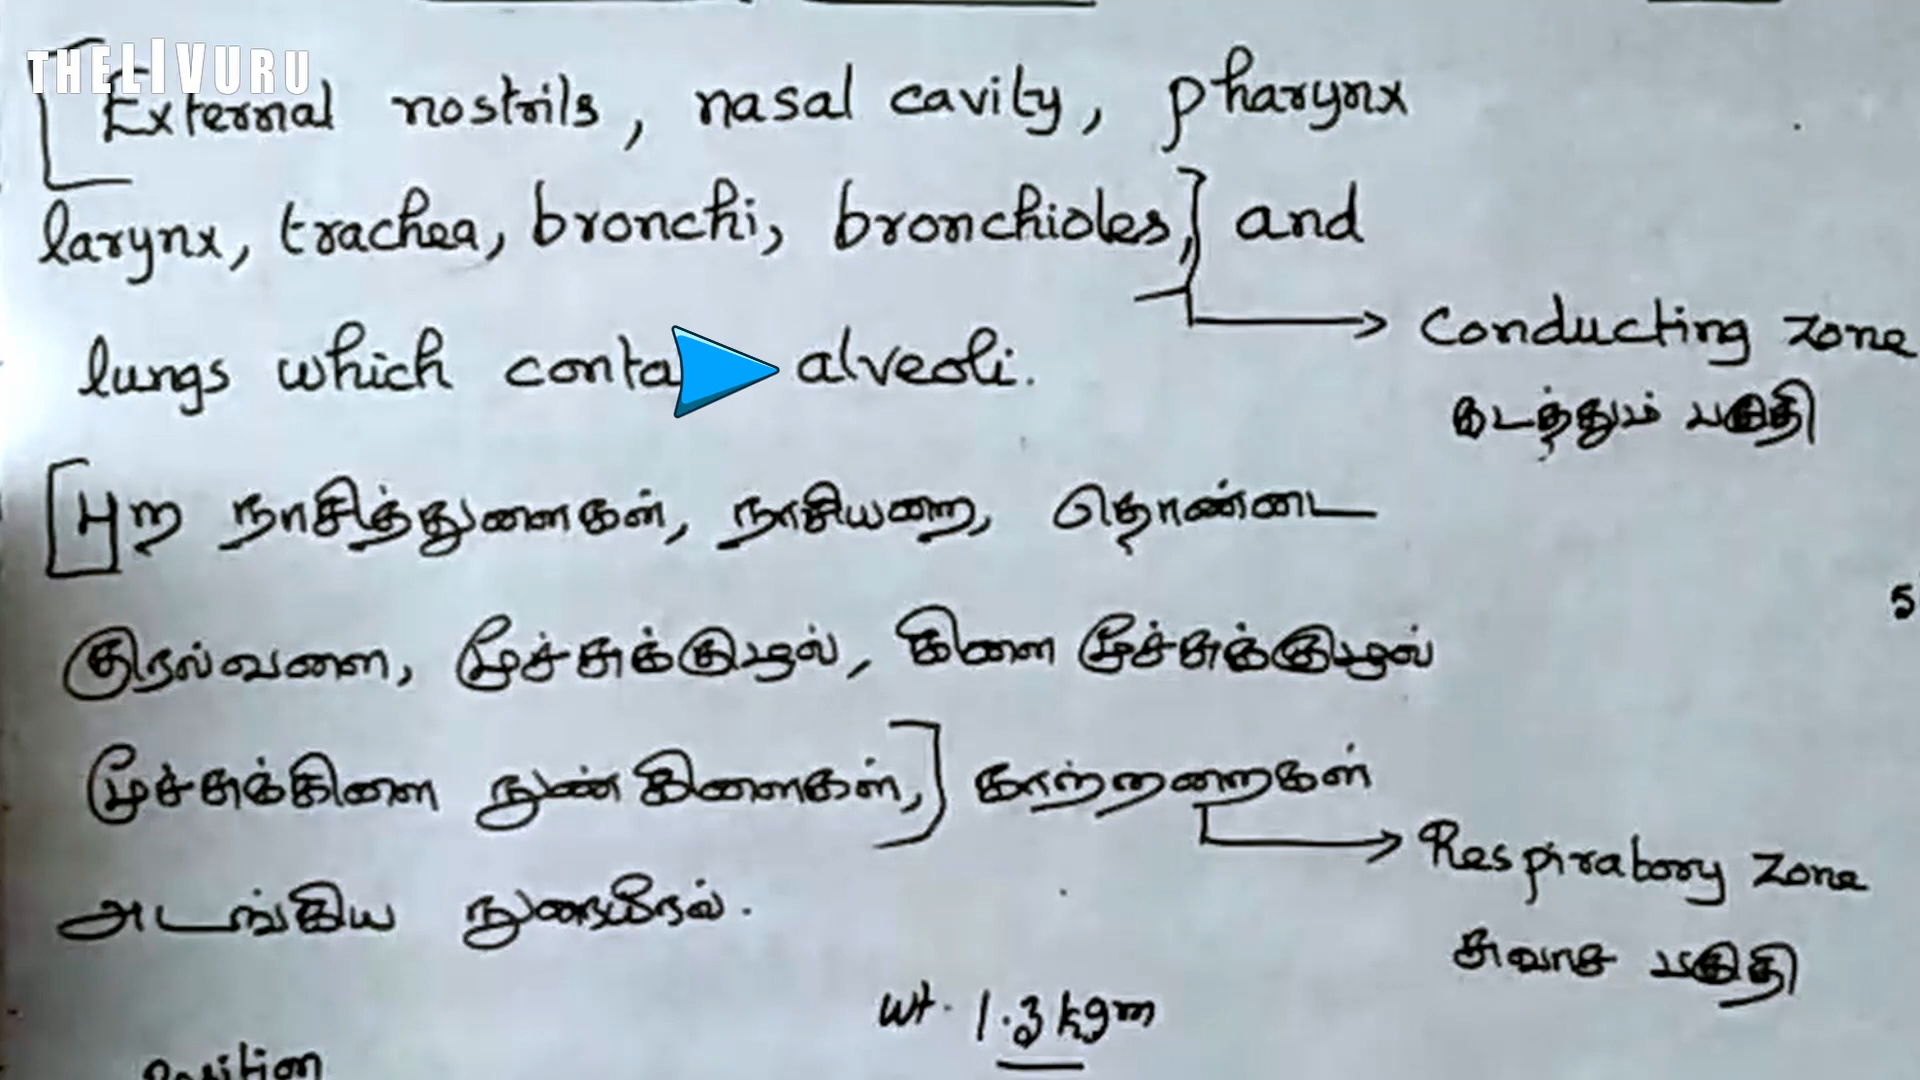 THELIVURU
[External nostrils, nasal cavity, pharynx
larynx, trachea, bronchi, bronchioles,] and
lungs which conta alveoli.
Conducting zone
கடத்தும் பகுதி
[புற நாசித்துளைகள், நாசியறை, தொண்டை
5
குரல்வளை, மூச்சுக்குழல், கிளை மூச்சுக்குழல்
மூச்சுக்கிளை நுண் கிளைகள்,] காற்றறைகள்
Respiratory zone
அடங்கிய நுரையீரல்.
சுவாச பகுதி
wt. 1.3 kgm
Position